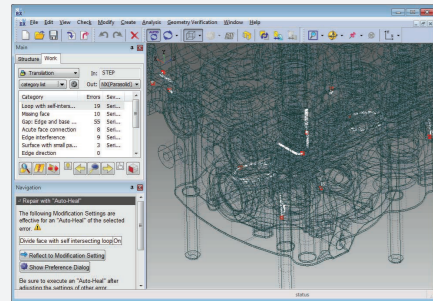 File Edit View Check Modify Create Analysis Geometry Verification Window Help
Main
Structure Work
Translation In: STEP
category list Out: NX(Parasolid)
Category Errors Sev...
Loop with self-inters... 19 Seri...
Missing face 10 Seri...
Gap: Edge and base ... 55 Seri...
Acute face connection 8 Seri...
Edge interference 9 Seri...
Surface with small pa... 3 Seri...
Edge direction 0
Navigation
Repair with "Auto-Heal"
The following Modification Settings are
effective for an "Auto-Heal" of the selected
error.
Divide face with self intersecting loop On
Reflect to Modification Setting
Show Preference Dialog
Be sure to execute an "Auto-Heal" after
adjusting the settings of other error
status